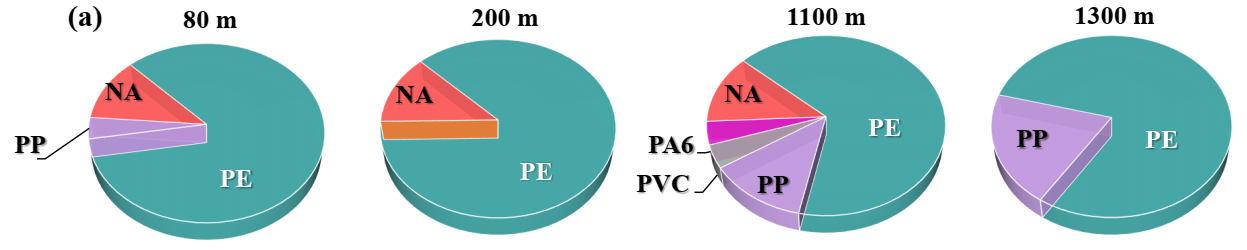 (a)
80 m
200 m
1100 m
1300 m
NA
PP
PE
NA
PE
NA
PA6
PVC
PP
PE
PP
PE